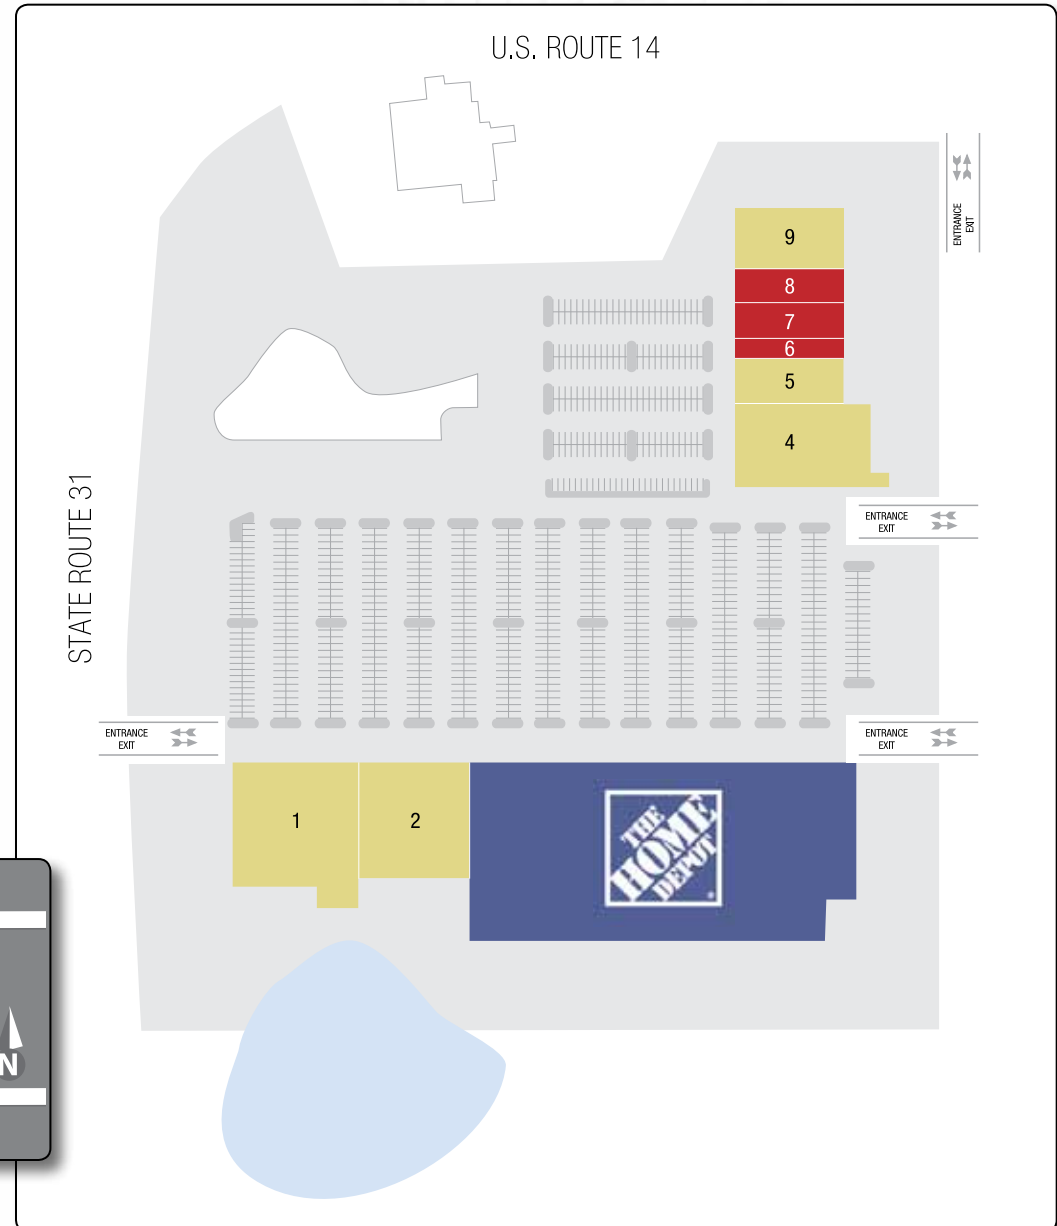 U.S. ROUTE 14
ENTRANCE
EXIT
9
8
7
6
5
4
STATE ROUTE 31
ENTRANCE
EXIT
ENTRANCE
EXIT
ENTRANCE
EXIT
1
2
THE
HOME
DEPOT
N